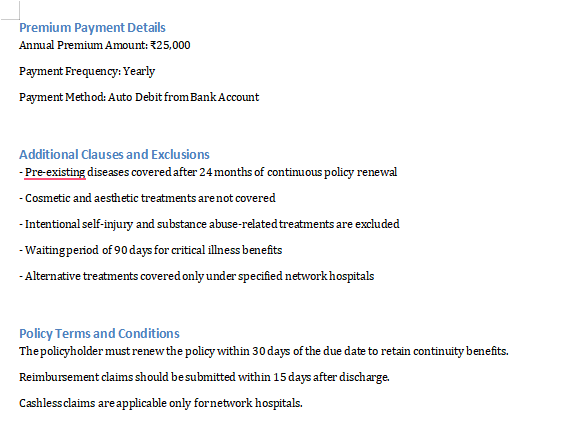 Premium Payment Details
Annual Premium Amount: ₹25,000
Payment Frequency: Yearly
Payment Method: Auto Debit from Bank Account
Additional Clauses and Exclusions
- Pre-existing diseases covered after 24 months of continuous policy renewal
- Cosmetic and aesthetic treatments are not covered
- Intentional self-injury and substance abuse-related treatments are excluded
- Waiting period of 90 days for critical illness benefits
- Alternative treatments covered only under specified network hospitals
Policy Terms and Conditions
The policyholder must renew the policy within 30 days of the due date to retain continuity benefits.
Reimbursement claims should be submitted within 15 days after discharge.
Cashless claims are applicable only for network hospitals.